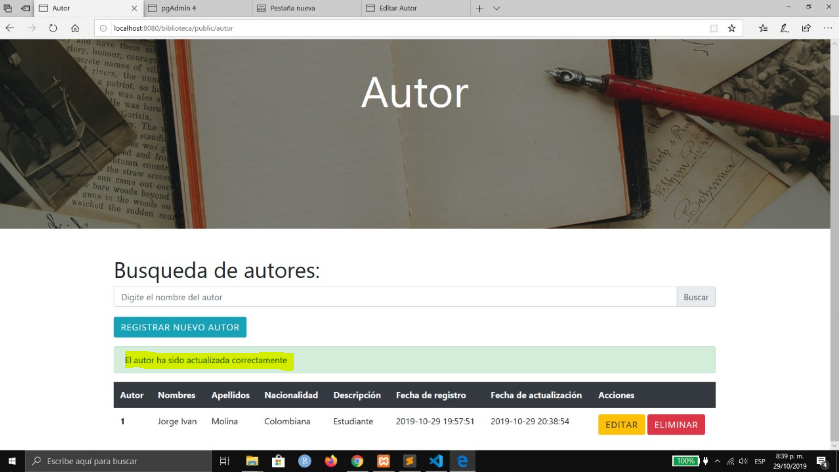 Autor
pgAdmin 4
Pestaña nueva
Editar Autor
localhost:8080/biblioteca/public/autor
Autor
Busqueda de autores:
Digite el nombre del autor
Buscar
REGISTRAR NUEVO AUTOR
El autor ha sido actualizada correctamente
Autor Nombres Apellidos Nacionalidad Descripción Fecha de registro Fecha de actualización Acciones
1 Jorge Ivan Molina Colombiana Estudiante 2019-10-29 19:57:51 2019-10-29 20:38:54 EDITAR ELIMINAR
Escribe aquí para buscar
100%
ESP
8:39 p. m.
29/10/2019